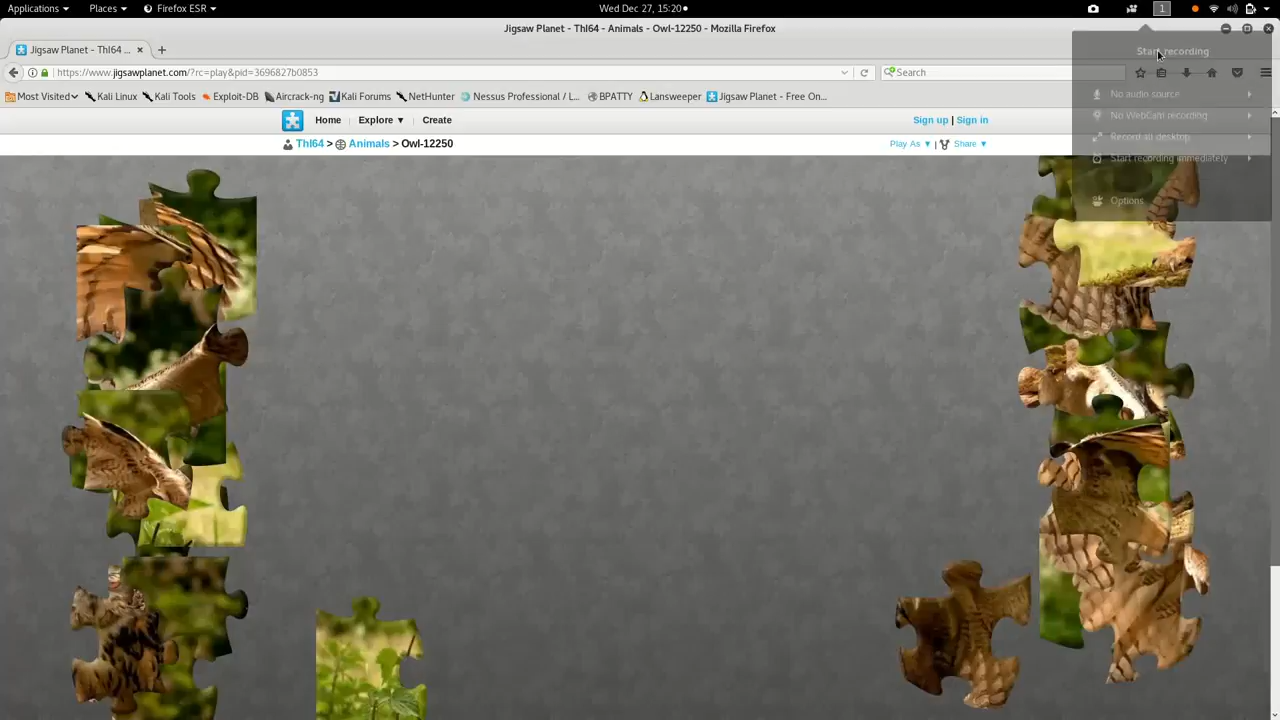 Applications ▾ Places ▾ Firefox ESR ▾ Wed Dec 27, 15:20● 1
Jigsaw Planet - ThI64 - Animals - Owl-12250 - Mozilla Firefox
Jigsaw Planet - ThI64 ... × +
Start recording
https://www.jigsawplanet.com/?rc=play&pid=3696827b0853 Search
No audio source
Most Visited Kali Linux Kali Tools Exploit-DB Aircrack-ng Kali Forums NetHunter Nessus Professional / L... BPATTY Lansweeper Jigsaw Planet - Free On...
No WebCam recording
Home Explore ▼ Create Sign up | Sign in
Record all desktop
ThI64 > Animals > Owl-12250 Play As ▼ | Share ▼
Start recording immediately
Options